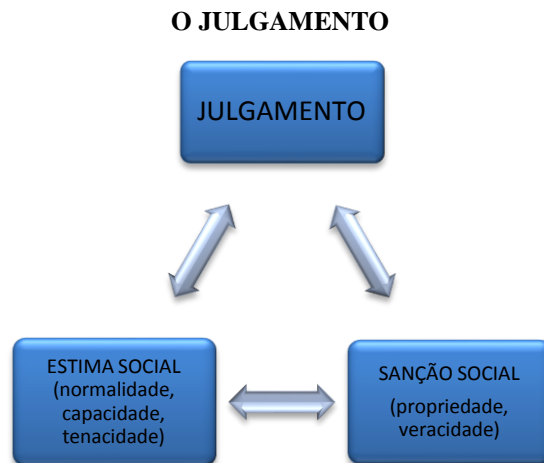 O JULGAMENTO
JULGAMENTO
ESTIMA SOCIAL
(normalidade,
capacidade,
tenacidade)
SANÇÃO SOCIAL
(propriedade,
veracidade)